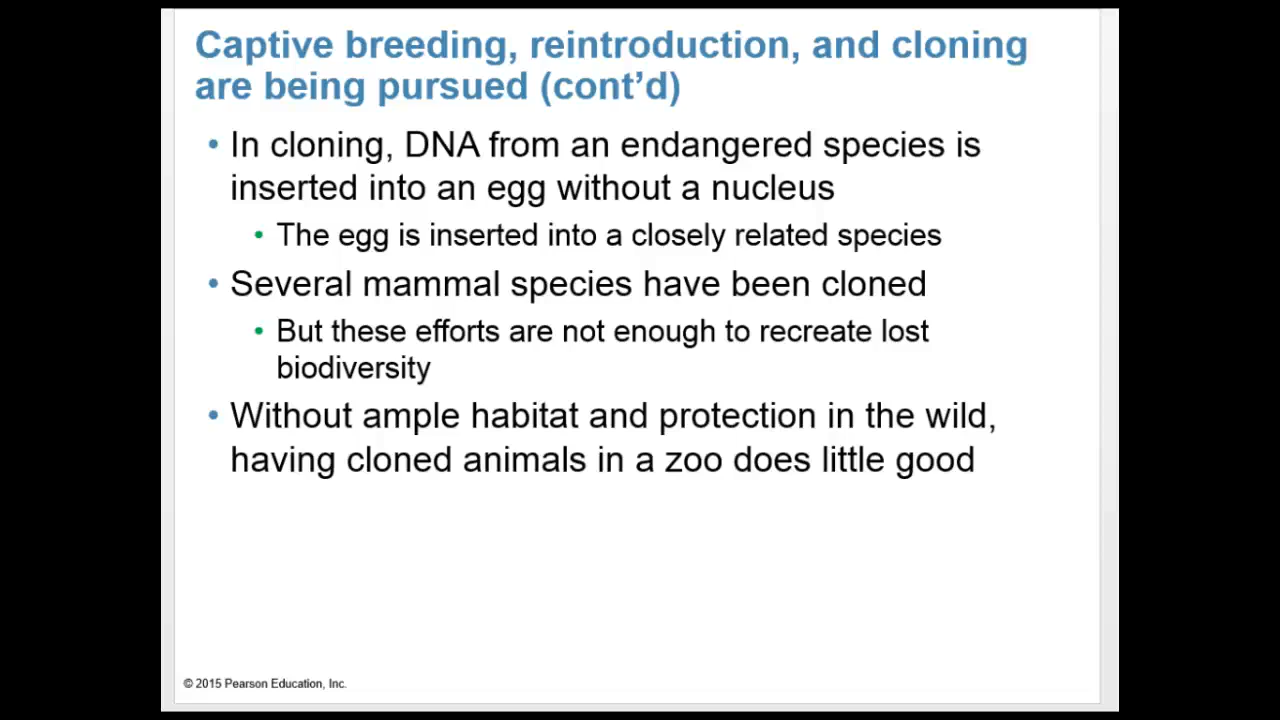 Captive breeding, reintroduction, and cloning
are being pursued (cont’d)
• In cloning, DNA from an endangered species is
inserted into an egg without a nucleus
• The egg is inserted into a closely related species
• Several mammal species have been cloned
• But these efforts are not enough to recreate lost
biodiversity
• Without ample habitat and protection in the wild,
having cloned animals in a zoo does little good
© 2015 Pearson Education, Inc.